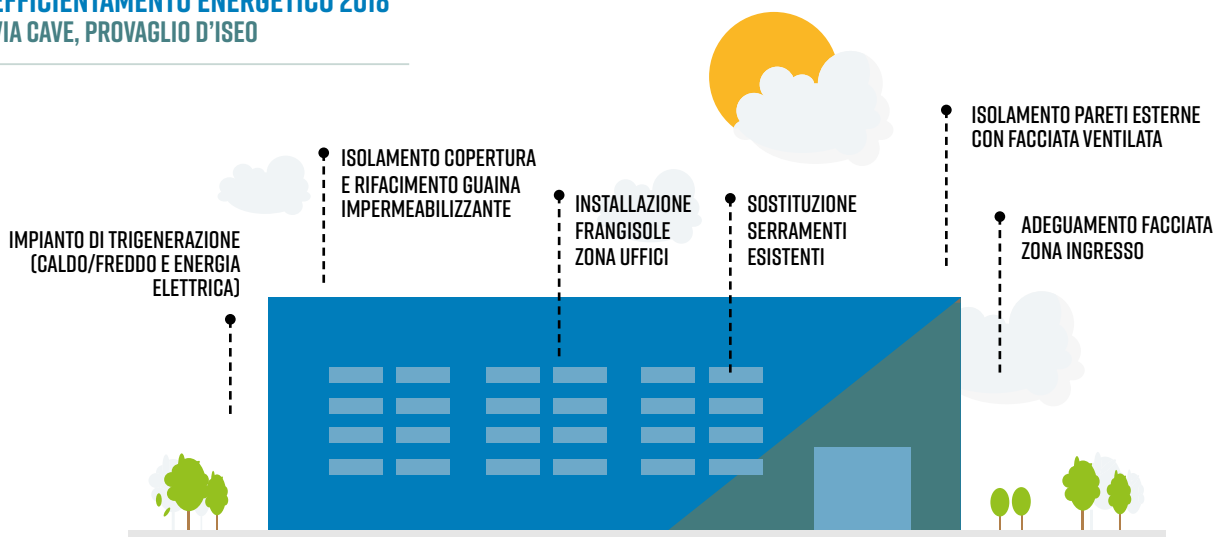 EFFICIENTAMENTO ENERGETICO 2018
VIA CAVE, PROVAGLIO D'ISEO
ISOLAMENTO PARETI ESTERNE
CON FACCIATA VENTILATA
ISOLAMENTO COPERTURA
E RIFACIMENTO GUAINA
IMPERMEABILIZZANTE
INSTALLAZIONE
FRANGISOLE
ZONA UFFICI
SOSTITUZIONE
SERRAMENTI
ESISTENTI
ADEGUAMENTO FACCIATA
ZONA INGRESSO
IMPIANTO DI TRIGENERAZIONE
(CALDO/FREDDO E ENERGIA
ELETTRICA)